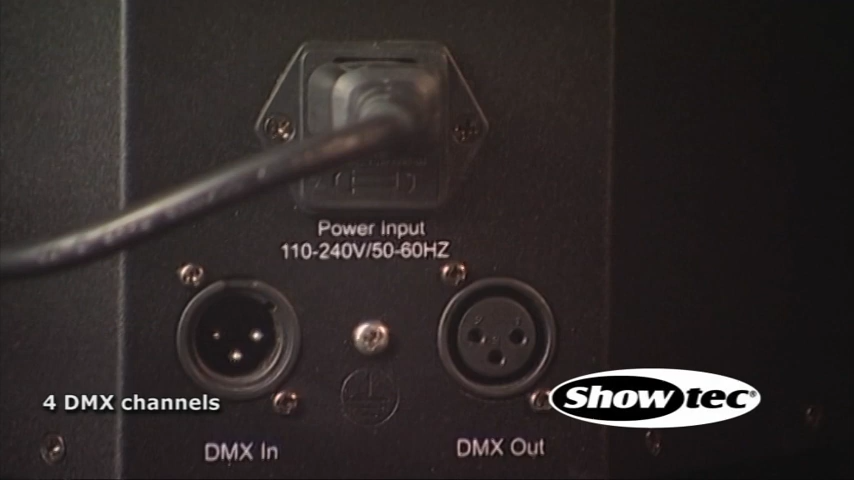 Power Input
110-240V/50-60HZ
4 DMX channels
Showtec®
DMX In
DMX Out